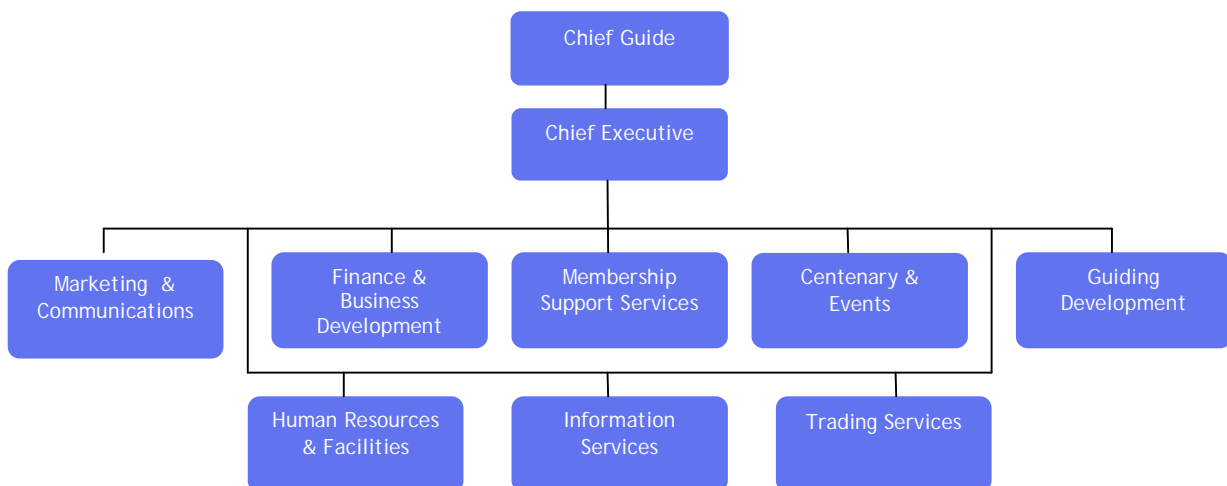 Chief Guide
Chief Executive
Marketing &
Communications
Finance &
Business
Development
Membership
Support Services
Centenary &
Events
Guiding
Development
Human Resources
& Facilities
Information
Services
Trading Services